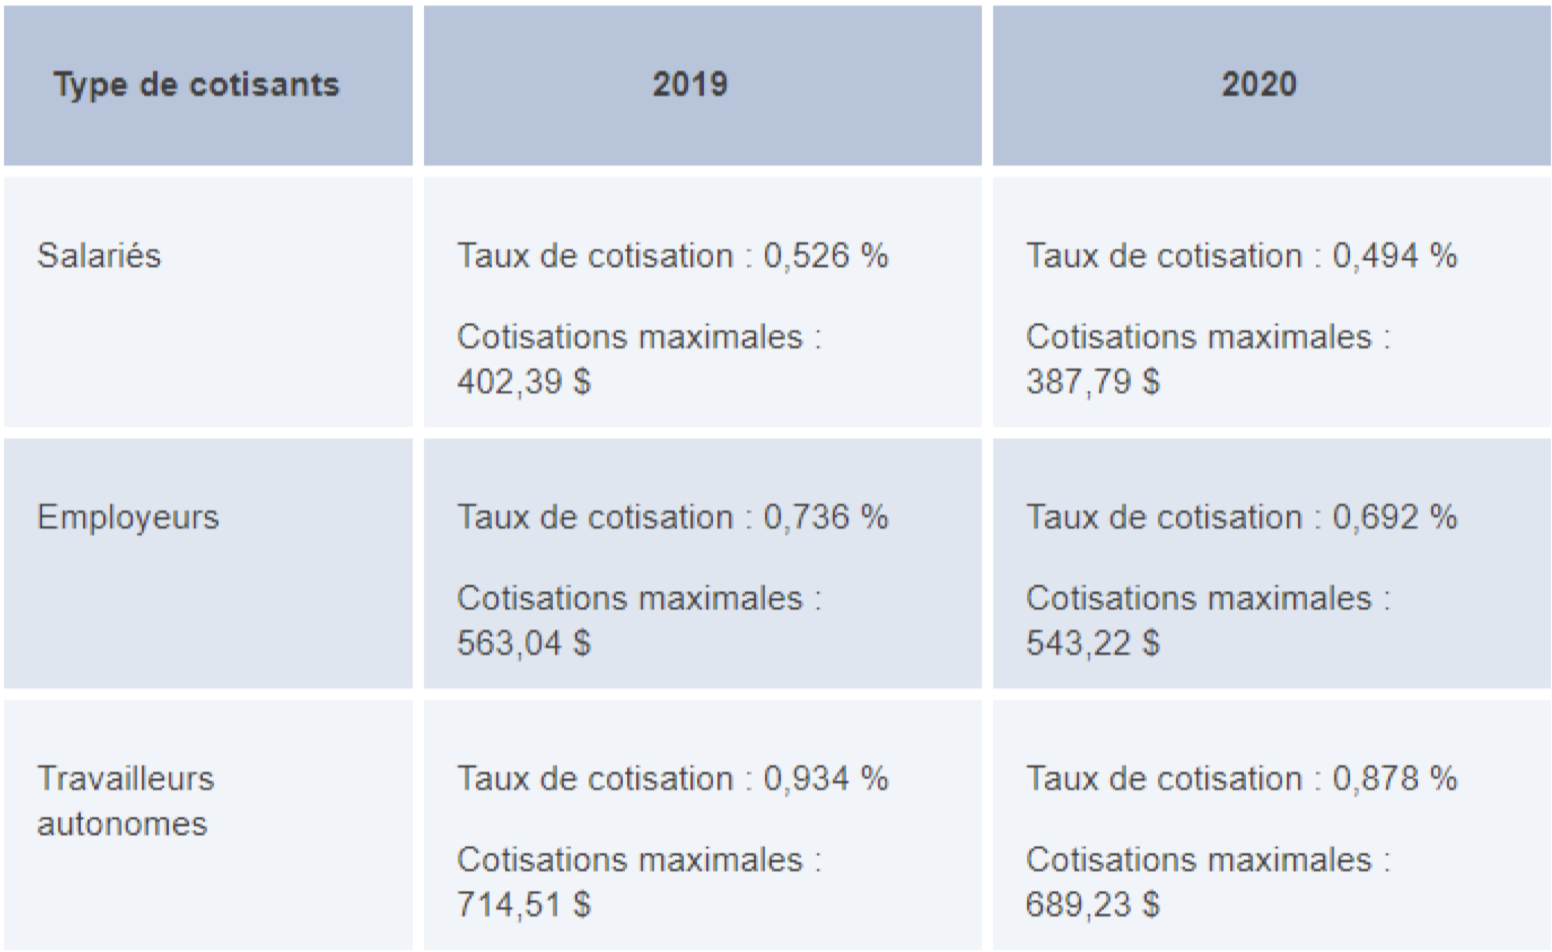 Type de cotisants
2019
2020
Salariés
Taux de cotisation : 0,526 %
Cotisations maximales :
402,39 $
Taux de cotisation : 0,494 %
Cotisations maximales :
387,79 $
Employeurs
Taux de cotisation : 0,736 %
Cotisations maximales :
563,04 $
Taux de cotisation : 0,692 %
Cotisations maximales :
543,22 $
Travailleurs
autonomes
Taux de cotisation : 0,934 %
Cotisations maximales :
714,51 $
Taux de cotisation : 0,878 %
Cotisations maximales :
689,23 $